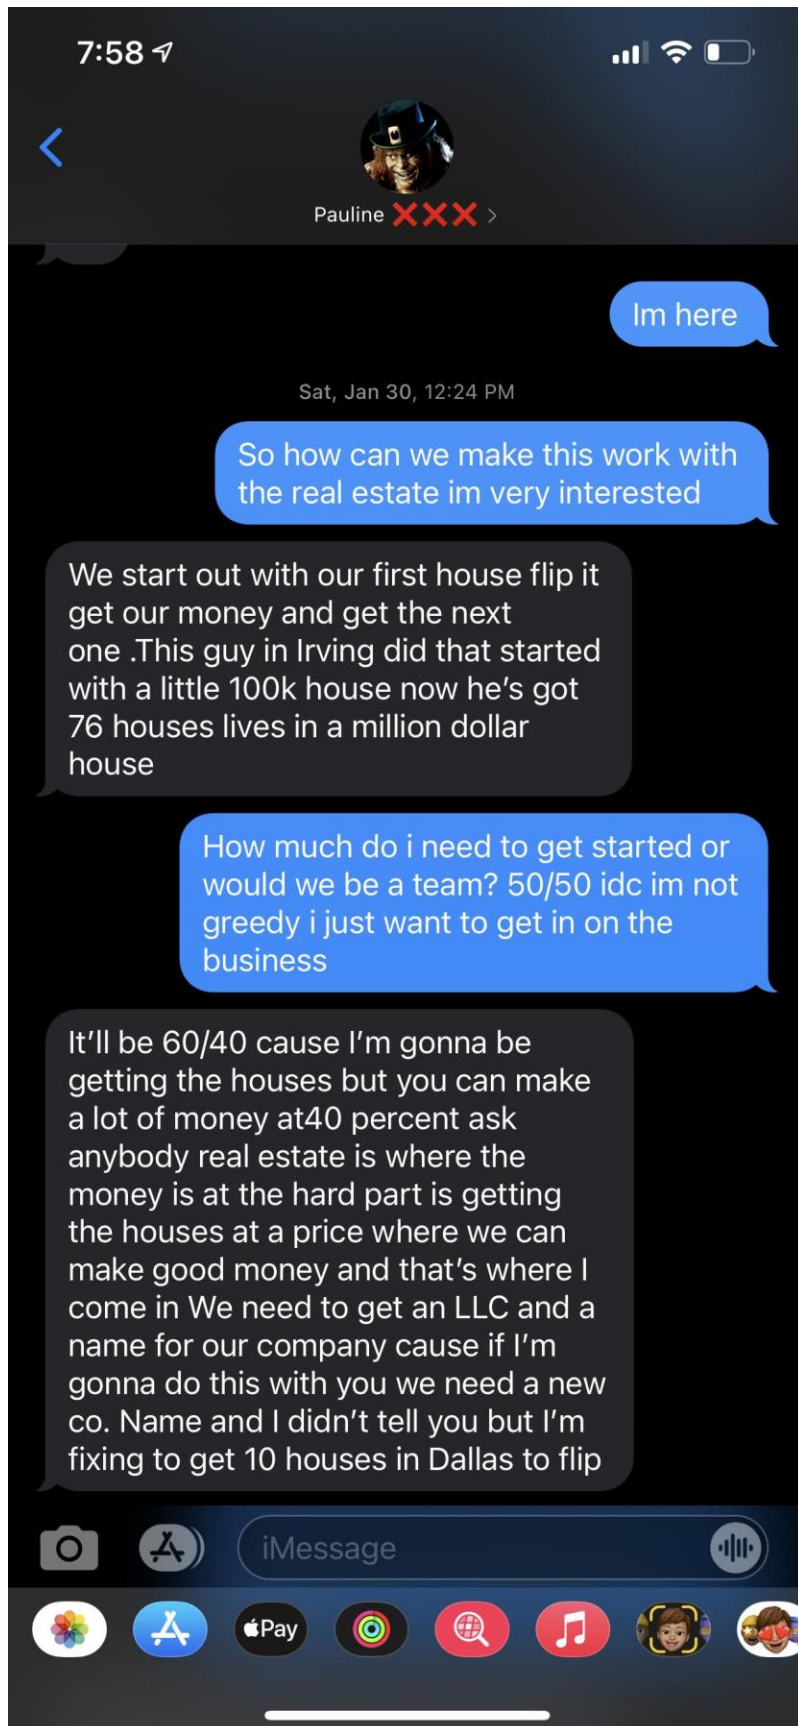 7:58
Pauline ❌❌❌ >
Im here
Sat, Jan 30, 12:24 PM
So how can we make this work with
the real estate im very interested
We start out with our first house flip it
get our money and get the next
one .This guy in Irving did that started
with a little 100k house now he's got
76 houses lives in a million dollar
house
How much do i need to get started or
would we be a team? 50/50 idc im not
greedy i just want to get in on the
business
It'll be 60/40 cause I'm gonna be
getting the houses but you can make
a lot of money at40 percent ask
anybody real estate is where the
money is at the hard part is getting
the houses at a price where we can
make good money and that's where I
come in We need to get an LLC and a
name for our company cause if I'm
gonna do this with you we need a new
co. Name and I didn't tell you but I'm
fixing to get 10 houses in Dallas to flip
iMessage
Pay